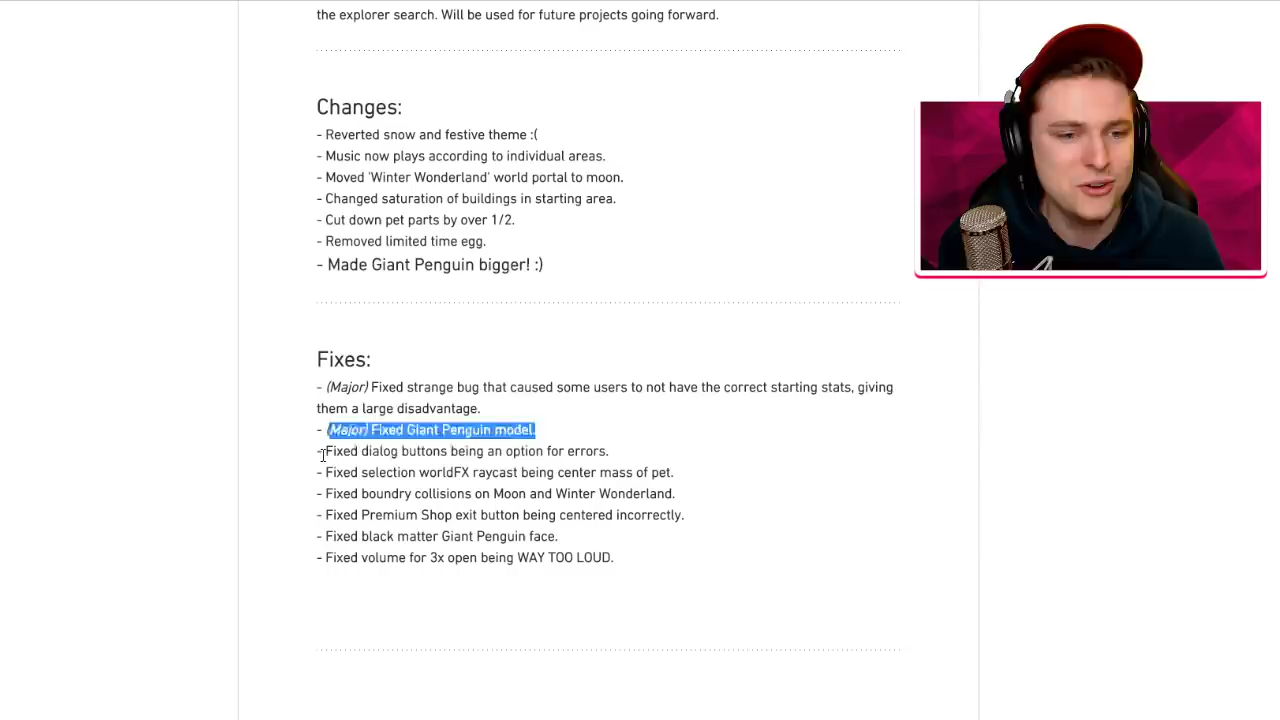 the explorer search. Will be used for future projects going forward.
Changes:
- Reverted snow and festive theme :(
- Music now plays according to individual areas.
- Moved 'Winter Wonderland' world portal to moon.
- Changed saturation of buildings in starting area.
- Cut down pet parts by over 1/2.
- Removed limited time egg.
- Made Giant Penguin bigger! :)
Fixes:
- (Major) Fixed strange bug that caused some users to not have the correct starting stats, giving
them a large disadvantage.
- (Major) Fixed Giant Penguin model.
- Fixed dialog buttons being an option for errors.
- Fixed selection worldFX raycast being center mass of pet.
- Fixed boundry collisions on Moon and Winter Wonderland.
- Fixed Premium Shop exit button being centered incorrectly.
- Fixed black matter Giant Penguin face.
- Fixed volume for 3x open being WAY TOO LOUD.